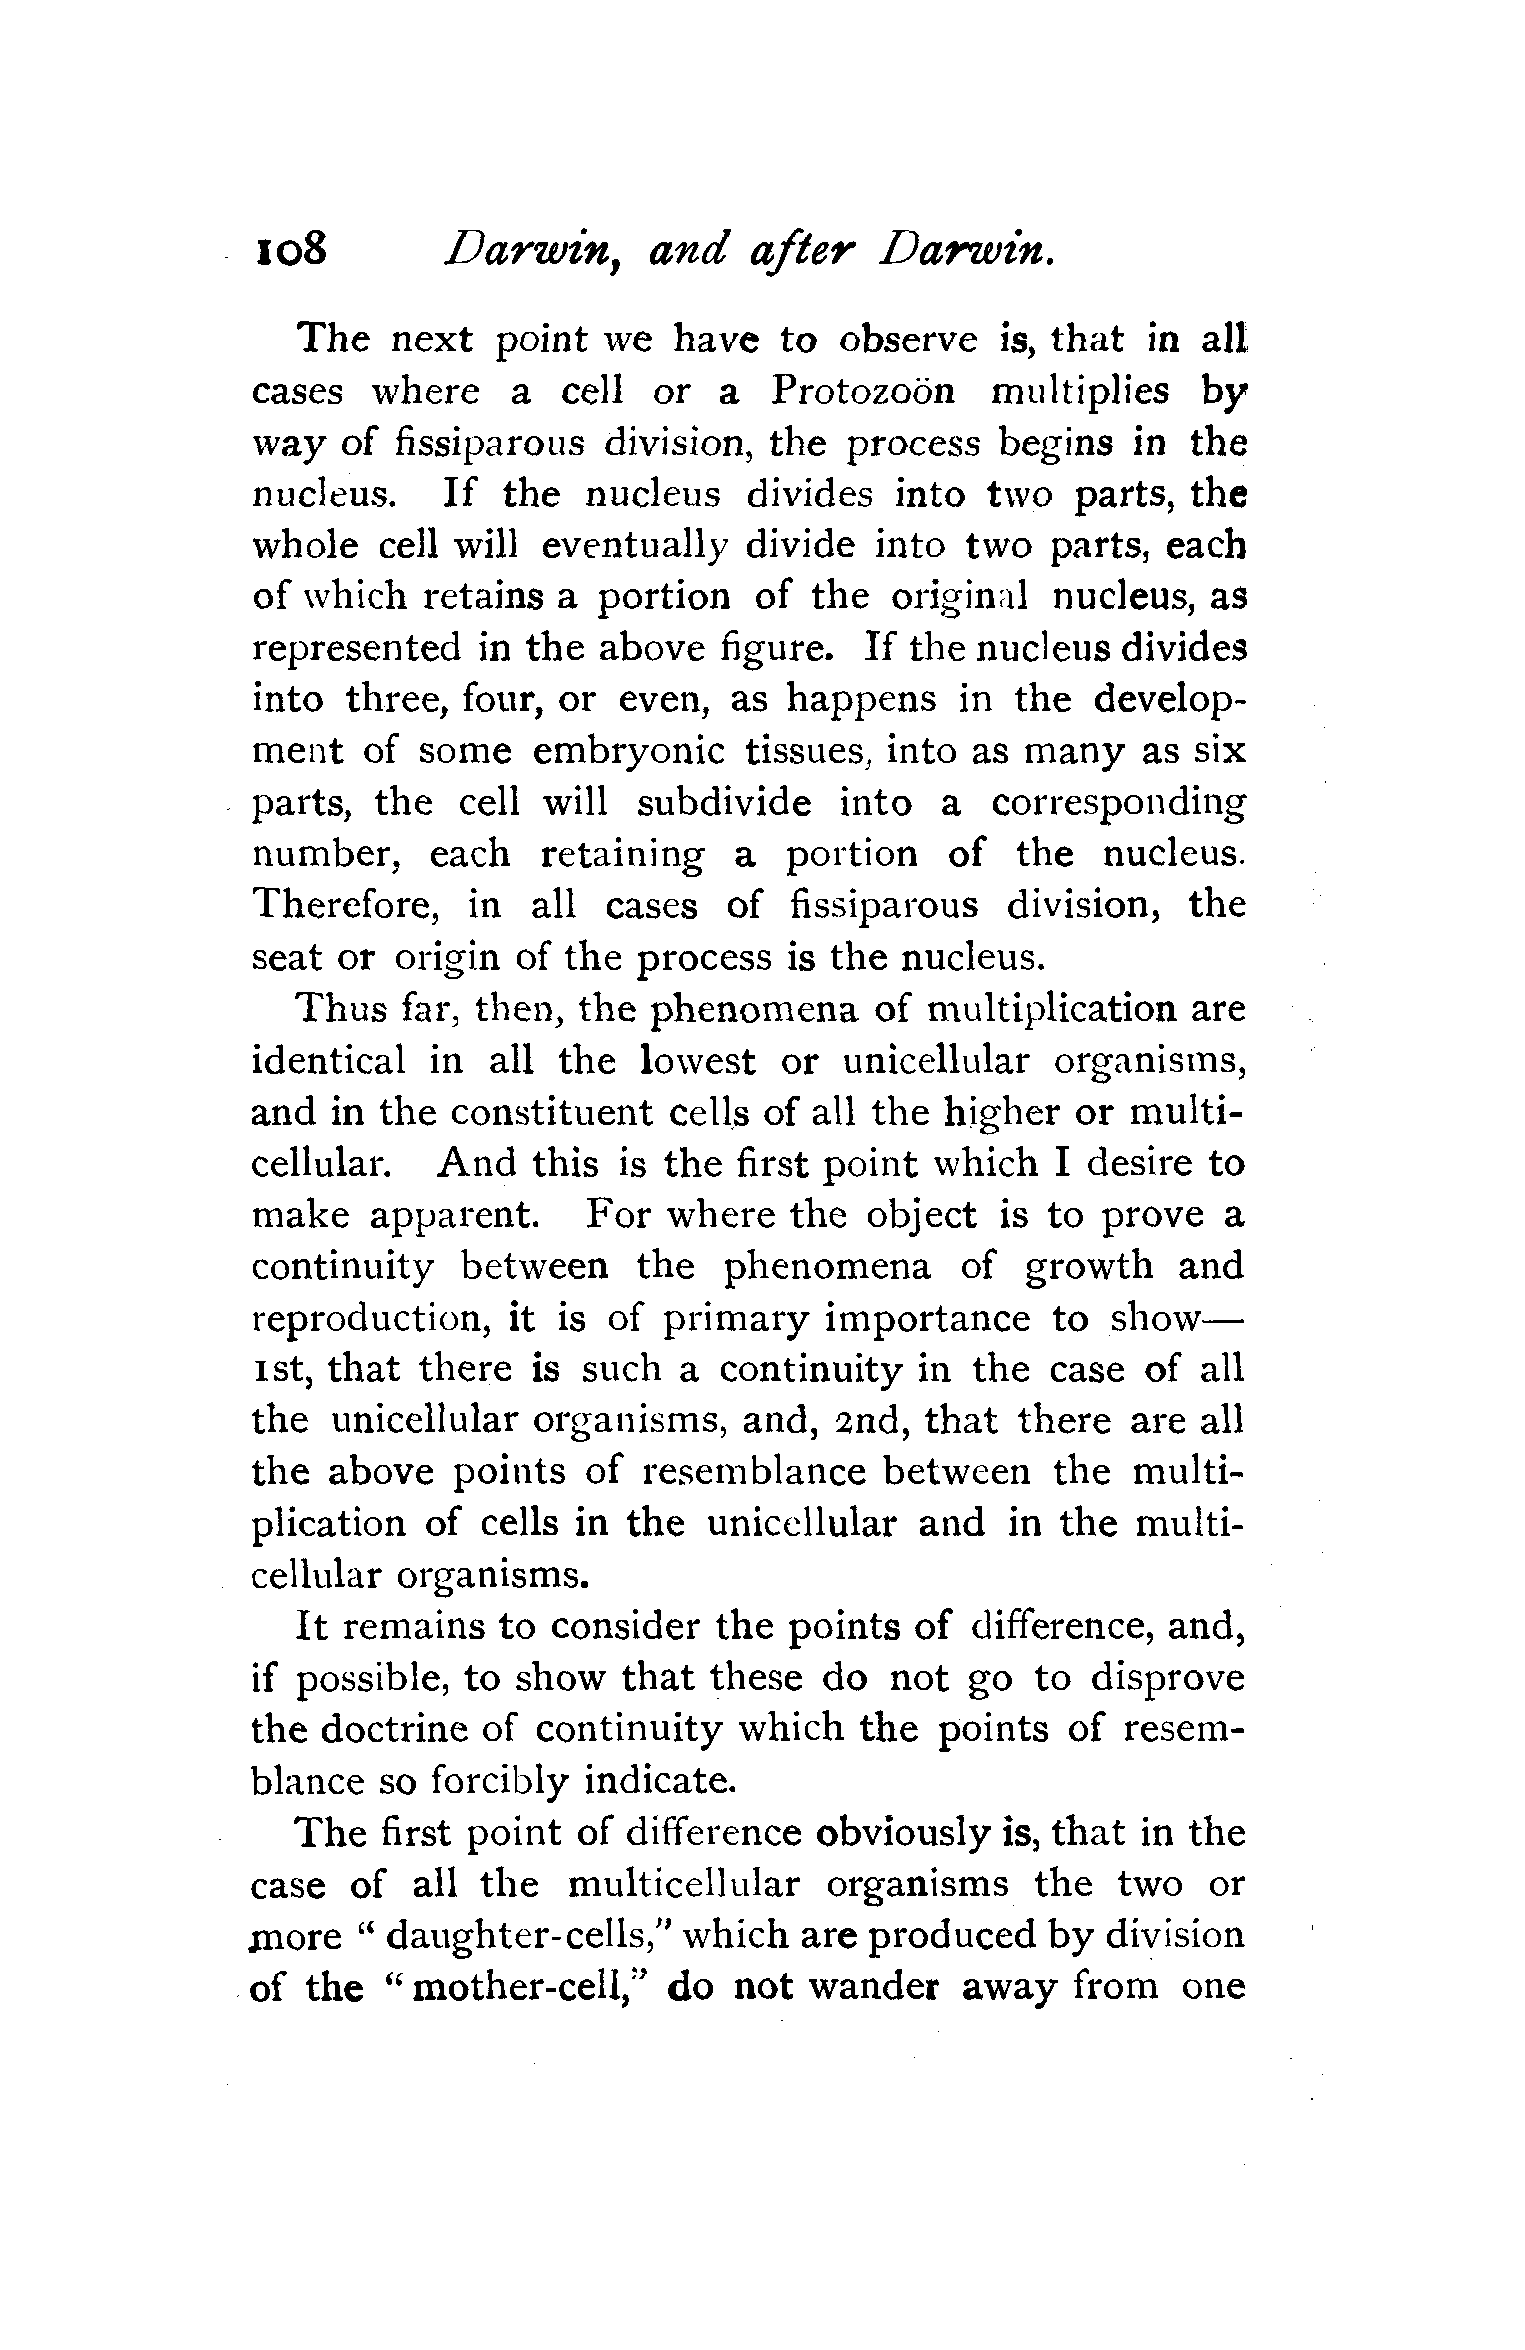 108 Darwin, and after Darwin.
The next point we have to observe is, that in all
cases where a cell or a Protozoön multiplies by
way of fissiparous division, the process begins in the
nucleus. If the nucleus divides into two parts, the
whole cell will eventually divide into two parts, each
of which retains a portion of the original nucleus, as
represented in the above figure. If the nucleus divides
into three, four, or even, as happens in the develop-
ment of some embryonic tissues, into as many as six
parts, the cell will subdivide into a corresponding
number, each retaining a portion of the nucleus.
Therefore, in all cases of fissiparous division, the
seat or origin of the process is the nucleus.
Thus far, then, the phenomena of multiplication are
identical in all the lowest or unicellular organisms,
and in the constituent cells of all the higher or multi-
cellular. And this is the first point which I desire to
make apparent. For where the object is to prove a
continuity between the phenomena of growth and
reproduction, it is of primary importance to show—
1st, that there is such a continuity in the case of all
the unicellular organisms, and, 2nd, that there are all
the above points of resemblance between the multi-
plication of cells in the unicellular and in the multi-
cellular organisms.
It remains to consider the points of difference, and,
if possible, to show that these do not go to disprove
the doctrine of continuity which the points of resem-
blance so forcibly indicate.
The first point of difference obviously is, that in the
case of all the multicellular organisms the two or
more “ daughter-cells,” which are produced by division
of the “ mother-cell,” do not wander away from one